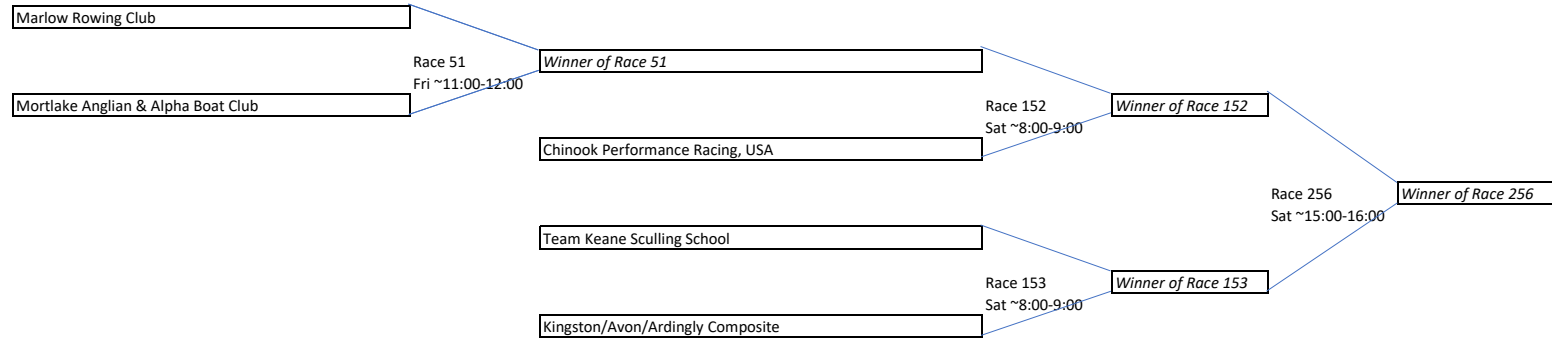 Marlow Rowing Club
Race 51
Winner of Race 51
Fri ~11:00-12:00
Mortlake Anglian & Alpha Boat Club
Race 152
Winner of Race 152
Sat ~8:00-9:00
Chinook Performance Racing, USA
Race 256
Winner of Race 256
Sat ~15:00-16:00
Team Keane Sculling School
Race 153
Winner of Race 153
Sat ~8:00-9:00
Kingston/Avon/Ardingly Composite